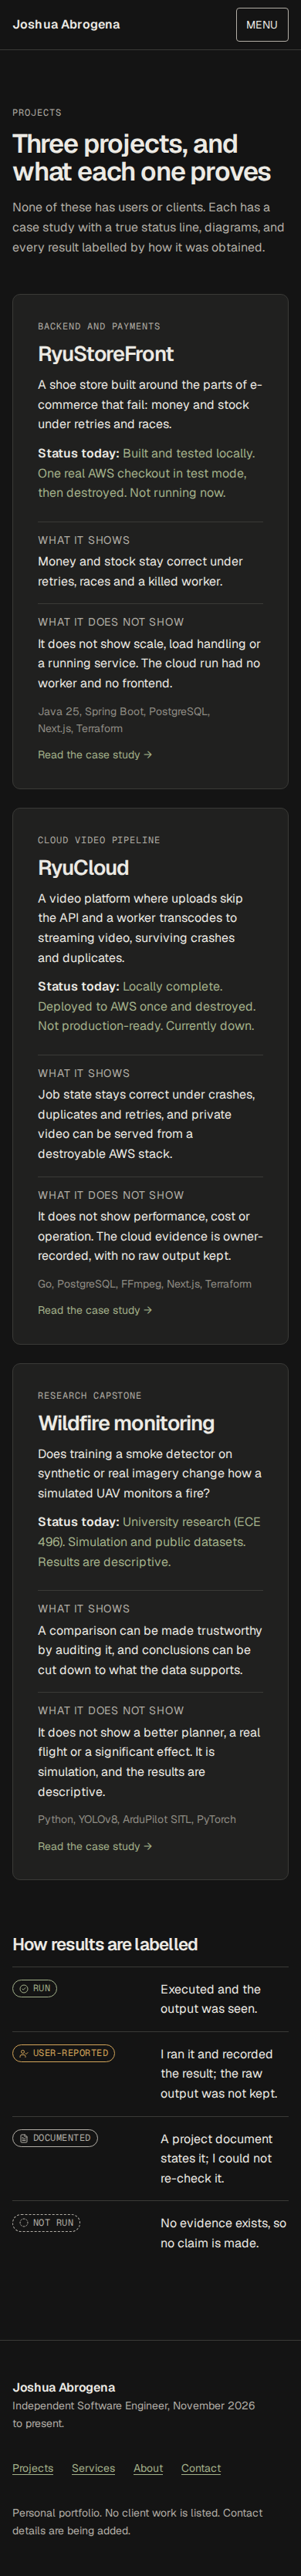 Joshua Abrogena
MENU
PROJECTS
Three projects, and
what each one proves
None of these has users or clients. Each has a
case study with a true status line, diagrams, and
every result labelled by how it was obtained.
BACKEND AND PAYMENTS
RyuStoreFront
A shoe store built around the parts of e-
commerce that fail: money and stock
under retries and races.
Status today: Built and tested locally.
One real AWS checkout in test mode,
then destroyed. Not running now.
WHAT IT SHOWS
Money and stock stay correct under
retries, races and a killed worker.
WHAT IT DOES NOT SHOW
It does not show scale, load handling or
a running service. The cloud run had no
worker and no frontend.
Java 25, Spring Boot, PostgreSQL,
Next.js, Terraform
Read the case study →
CLOUD VIDEO PIPELINE
RyuCloud
A video platform where uploads skip
the API and a worker transcodes to
streaming video, surviving crashes
and duplicates.
Status today: Locally complete.
Deployed to AWS once and destroyed.
Not production-ready. Currently down.
WHAT IT SHOWS
Job state stays correct under crashes,
duplicates and retries, and private
video can be served from a
destroyable AWS stack.
WHAT IT DOES NOT SHOW
It does not show performance, cost or
operation. The cloud evidence is owner-
recorded, with no raw output kept.
Go, PostgreSQL, FFmpeg, Next.js, Terraform
Read the case study →
RESEARCH CAPSTONE
Wildfire monitoring
Does training a smoke detector on
synthetic or real imagery change how a
simulated UAV monitors a fire?
Status today: University research (ECE
496). Simulation and public datasets.
Results are descriptive.
WHAT IT SHOWS
A comparison can be made trustworthy
by auditing it, and conclusions can be
cut down to what the data supports.
WHAT IT DOES NOT SHOW
It does not show a better planner, a real
flight or a significant effect. It is
simulation, and the results are
descriptive.
Python, YOLOv8, ArduPilot SITL, PyTorch
Read the case study →
How results are labelled
RUN
Executed and the
output was seen.
USER-REPORTED
I ran it and recorded
the result; the raw
output was not kept.
DOCUMENTED
A project document
states it; I could not
re-check it.
NOT RUN
No evidence exists, so
no claim is made.
Joshua Abrogena
Independent Software Engineer, November 2026
to present.
Projects
Services
About
Contact
Personal portfolio. No client work is listed. Contact
details are being added.